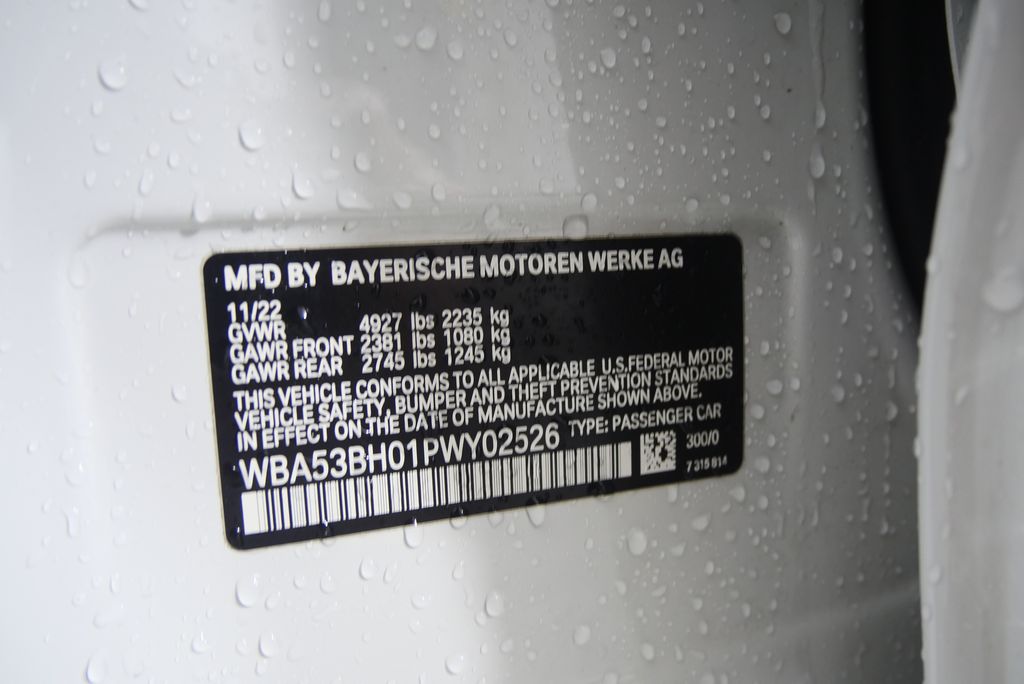 MFD BY BAYERISCHE MOTOREN WERKE AG
11/22
GVWR 4927 lbs 2235 kg
GAWR FRONT 2381 lbs 1080 kg
GAWR REAR 2745 lbs 1245 kg
THIS VEHICLE CONFORMS TO ALL APPLICABLE U.S.FEDERAL MOTOR
VEHICLE SAFETY, BUMPER AND THEFT PREVENTION STANDARDS
IN EFFECT ON THE DATE OF MANUFACTURE SHOWN ABOVE.
WBA53BH01PWY02526 TYPE: PASSENGER CAR
300/0
7 315 814